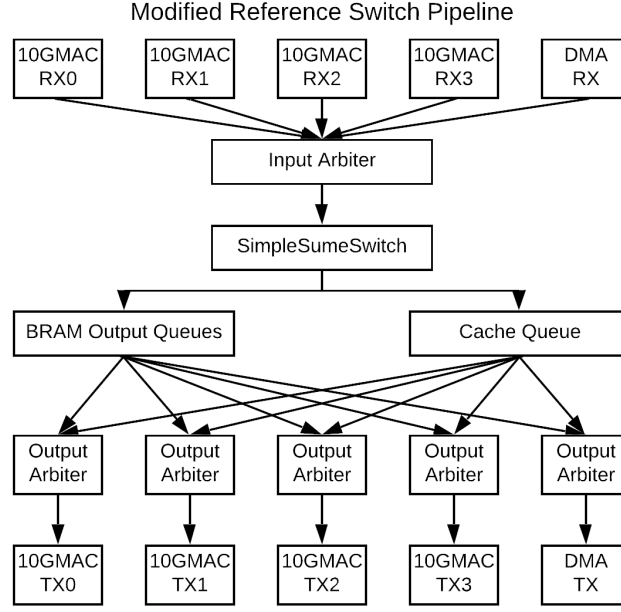 Modified Reference Switch Pipeline
10GMAC
RX0
10GMAC
RX1
10GMAC
RX2
10GMAC
RX3
DMA
RX
Input Arbiter
SimpleSumeSwitch
BRAM Output Queues
Cache Queue
Output
Arbiter
Output
Arbiter
Output
Arbiter
Output
Arbiter
Output
Arbiter
10GMAC
TX0
10GMAC
TX1
10GMAC
TX2
10GMAC
TX3
DMA
TX